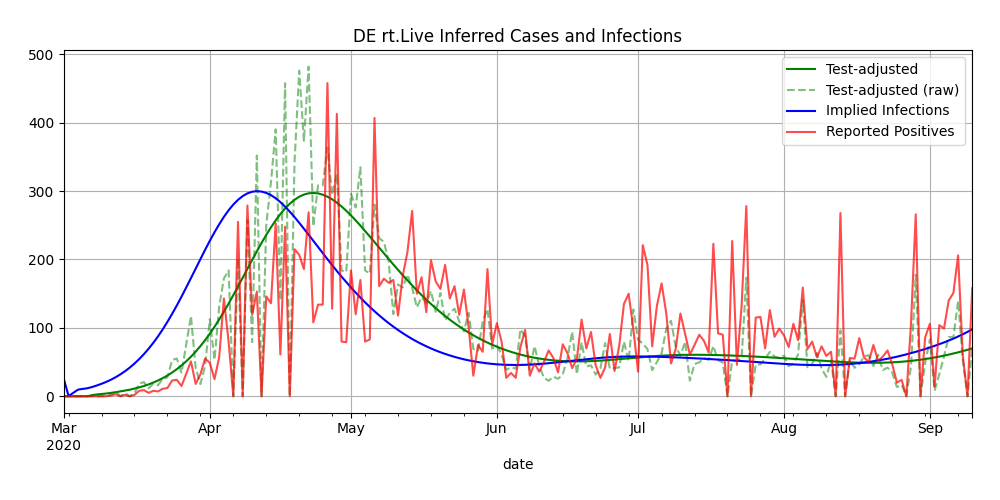 DE rt.Live Inferred Cases and Infections
500
400
300
200
100
0
Test-adjusted
Test-adjusted (raw)
Implied Infections
Reported Positives
Mar Apr May Jun Jul Aug Sep
2020
date